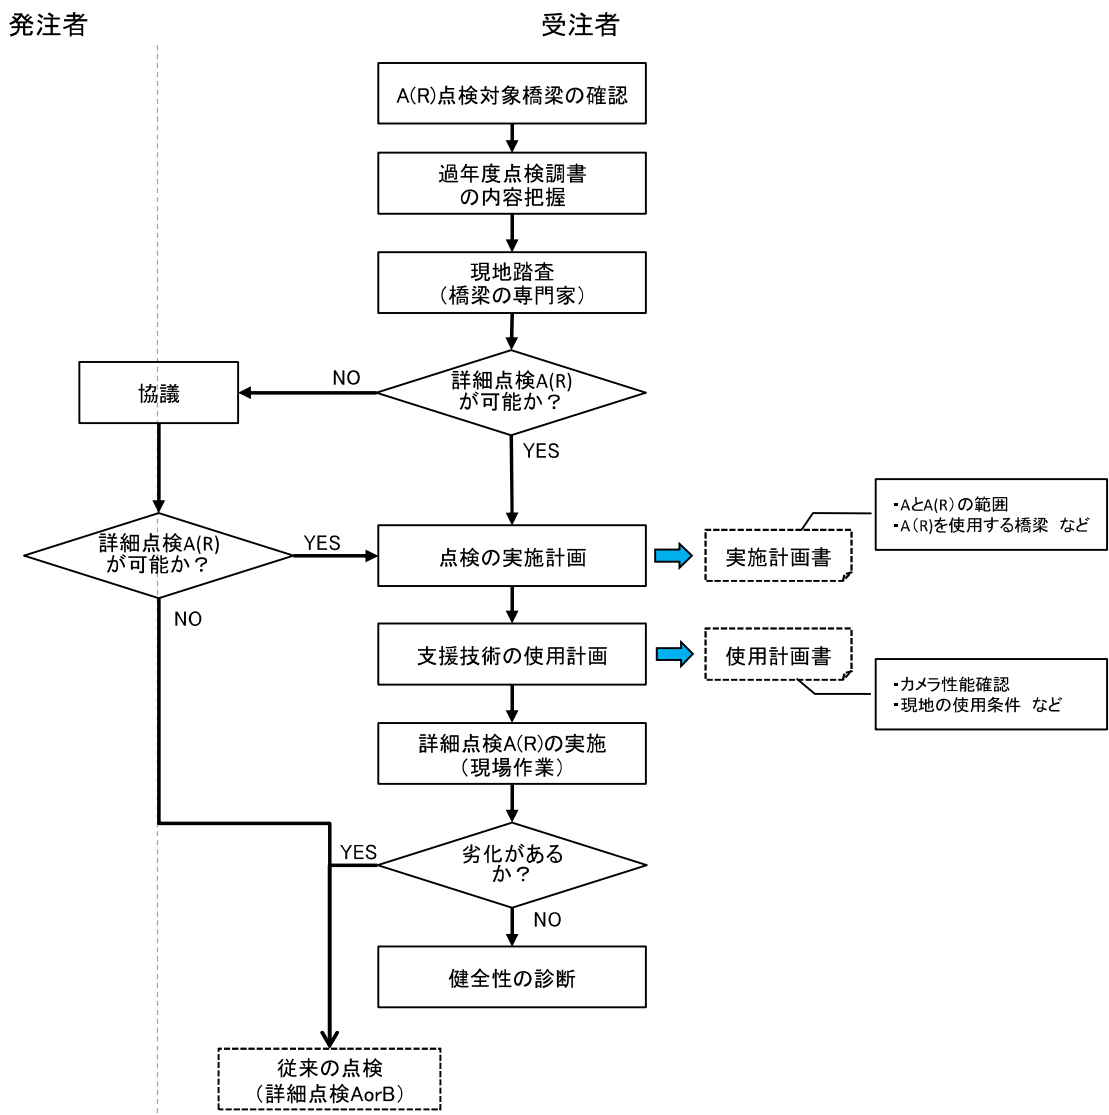 発注者
受注者
A(R)点検対象橋梁の確認
過年度点検調書
の内容把握
現地踏査
（橋梁の専門家）
詳細点検A(R)
が可能か？
NO
協議
YES
詳細点検A(R)
が可能か？
YES
NO
点検の実施計画
実施計画書
・AとA(R)の範囲
・A(R)を使用する橋梁　など
支援技術の使用計画
使用計画書
・カメラ性能確認
・現地の使用条件　など
詳細点検A(R)の実施
（現場作業）
劣化がある
か？
YES
NO
健全性の診断
従来の点検
（詳細点検AorB）